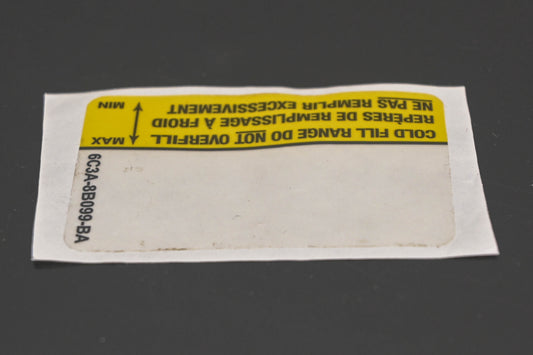 COLD FILL RANGE DO NOT OVERFILL
REPÈRES DE REMPLISSAGE À FROID
NE PAS REMPLIR EXCESSIVEMENT
MAX
MIN
6C3A-8B099-BA